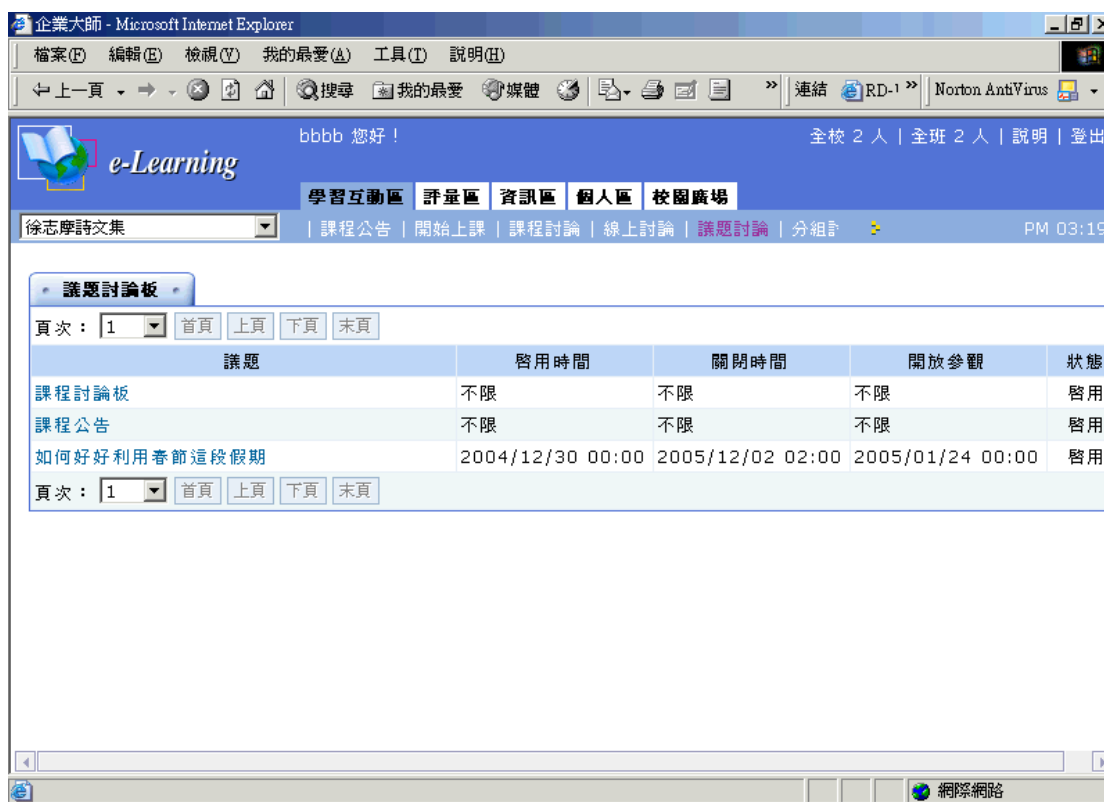 企業大師 - Microsoft Internet Explorer
檔案(F) 編輯(E) 檢視(V) 我的最愛(A) 工具(T) 說明(H)
上一頁 搜尋 我的最愛 媒體 » 連結 RD-1 » Norton AntiVirus
e-Learning
bbbb 您好！ 全校 2 人 | 全班 2 人 | 說明 | 登出
學習互動區 評量區 資訊區 個人區 校園廣場
徐志摩詩文集 | 課程公告 | 開始上課 | 課程討論 | 線上討論 | 議題討論 | 分組 PM 03:19
議題討論板
頁次： 1 首頁 上頁 下頁 末頁
議題 啓用時間 關閉時間 開放參觀 狀態
課程討論板 不限 不限 不限 啓用
課程公告 不限 不限 不限 啓用
如何好好利用春節這段假期 2004/12/30 00:00 2005/12/02 02:00 2005/01/24 00:00 啓用
頁次： 1 首頁 上頁 下頁 末頁
網際網路